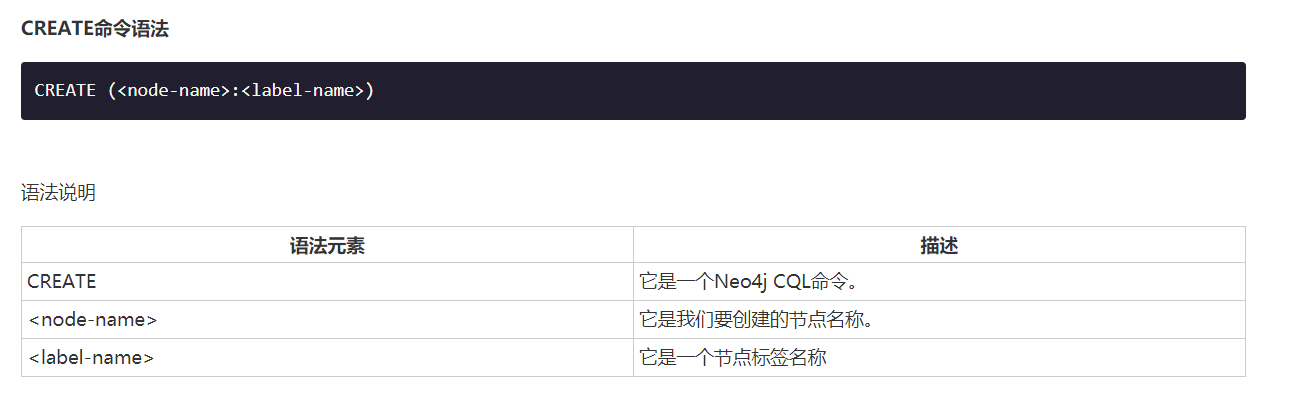 CREATE命令语法
CREATE (<node-name>:<label-name>)
语法说明
语法元素 描述
CREATE 它是一个Neo4j CQL命令。
<node-name> 它是我们要创建的节点名称。
<label-name> 它是一个节点标签名称